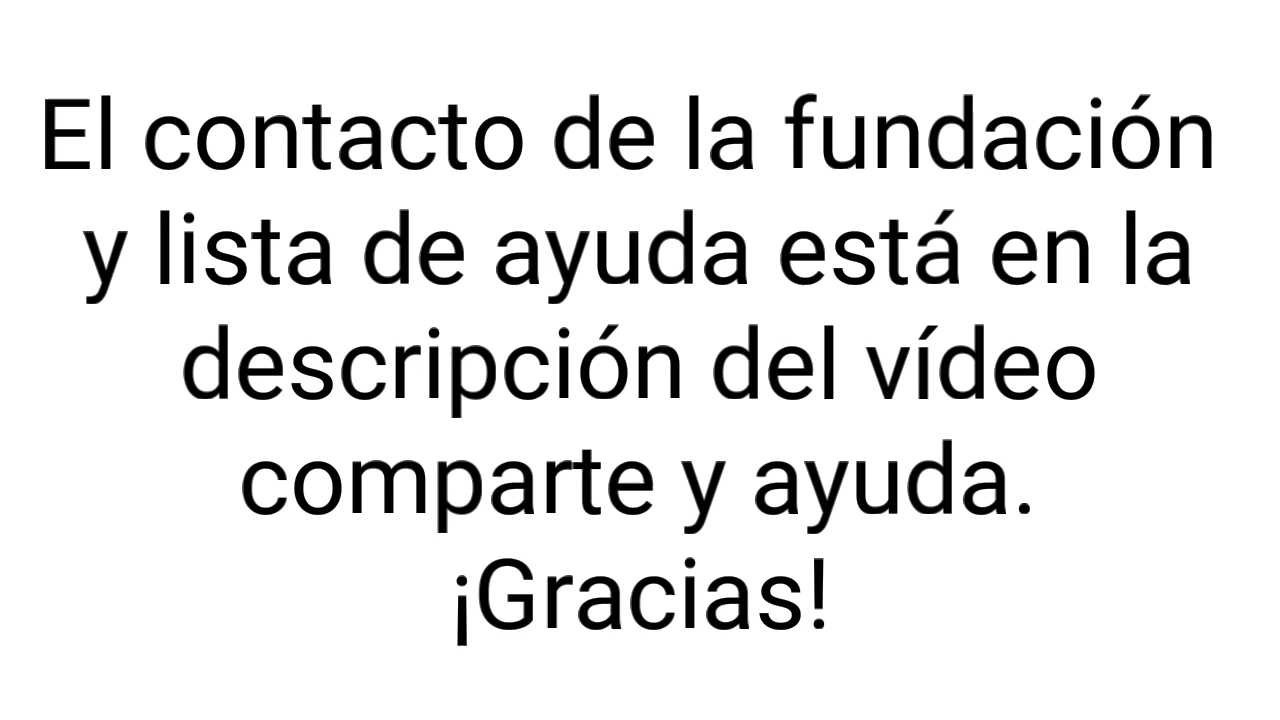 El contacto de la fundación
y lista de ayuda está en la
descripción del vídeo
comparte y ayuda.
¡Gracias!